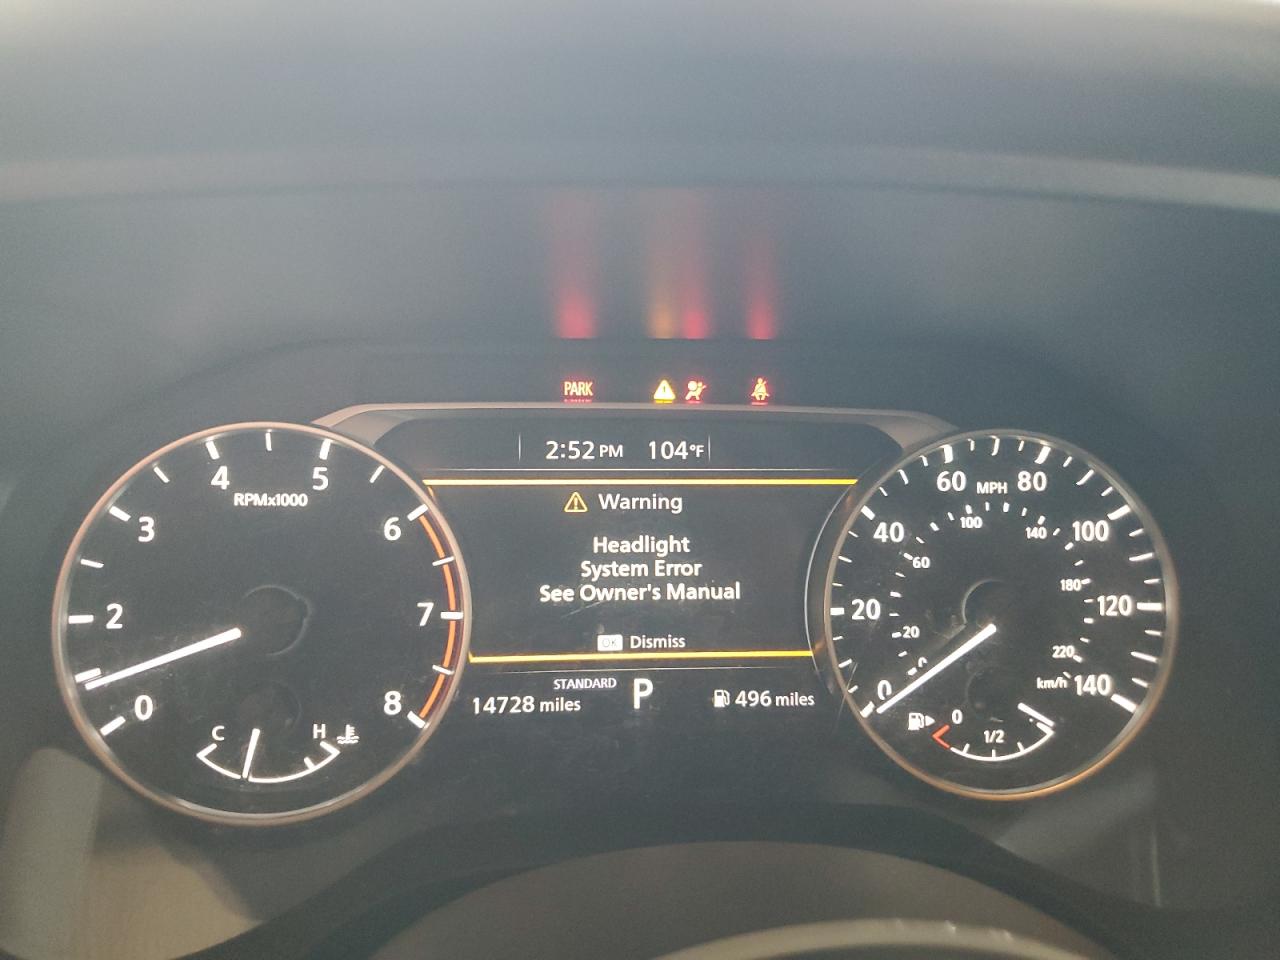 PARK
2:52 PM 104°F
Warning
Headlight
System Error
See Owner's Manual
OK Dismiss
STANDARD
14728 miles P 496 miles
0 2 3 4 5 6 7 8
RPMx1000
C H
0 20 40 60 80 100 120 140
MPH
0 20 60 100 140 180 220
km/h
0 1/2